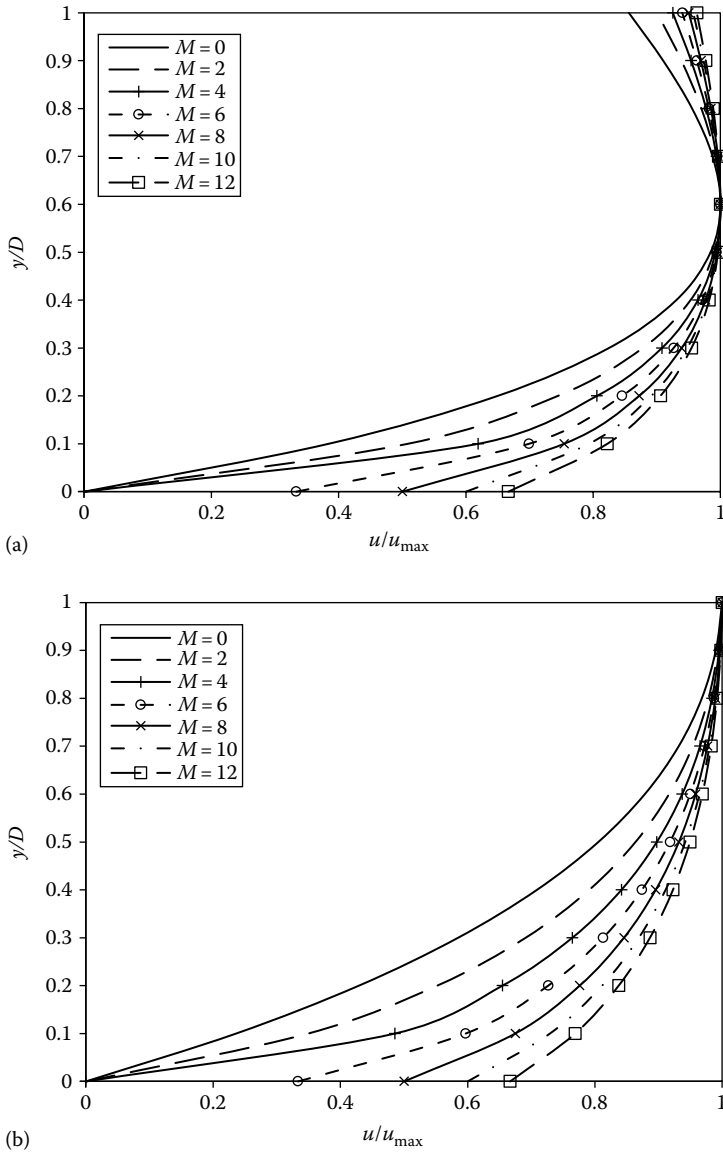 1
0.9
0.8
0.7
0.6
0.5
0.4
0.3
0.2
0.1
0
y/D
M = 0
M = 2
M = 4
M = 6
M = 8
M = 10
M = 12
0 0.2 0.4 0.6 0.8 1
u/u_max
(a)
1
0.9
0.8
0.7
0.6
0.5
0.4
0.3
0.2
0.1
0
y/D
M = 0
M = 2
M = 4
M = 6
M = 8
M = 10
M = 12
0 0.2 0.4 0.6 0.8 1
u/u_max
(b)